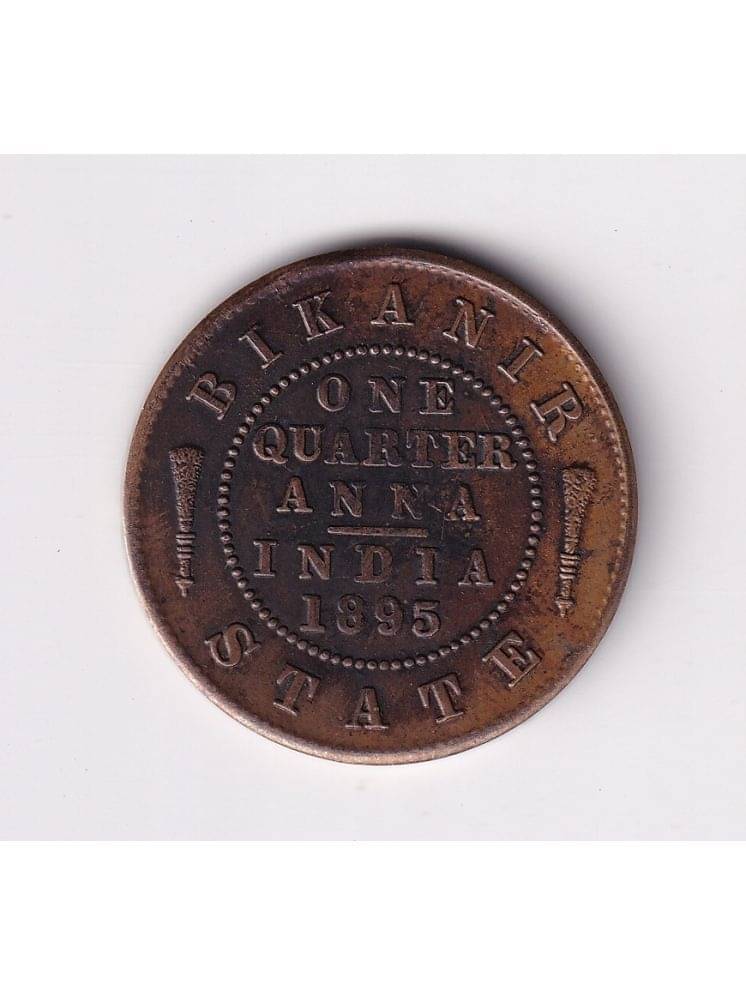 BIKANIR
ONE
QUARTER
ANNA
INDIA
1895
STATE